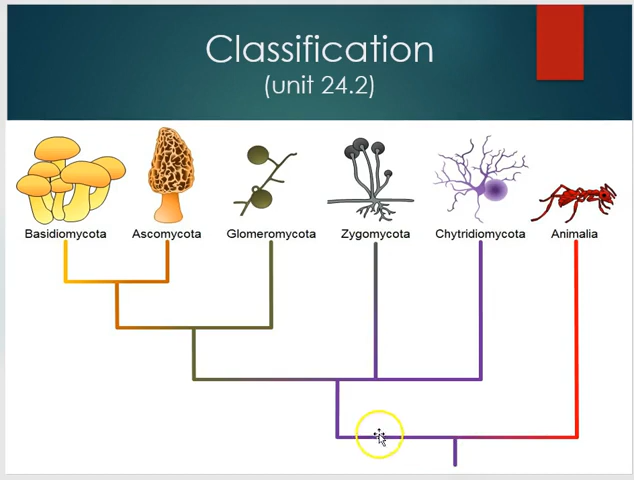 Classification
(unit 24.2)
Basidiomycota Ascomycota Glomeromycota Zygomycota Chytridiomycota Animalia